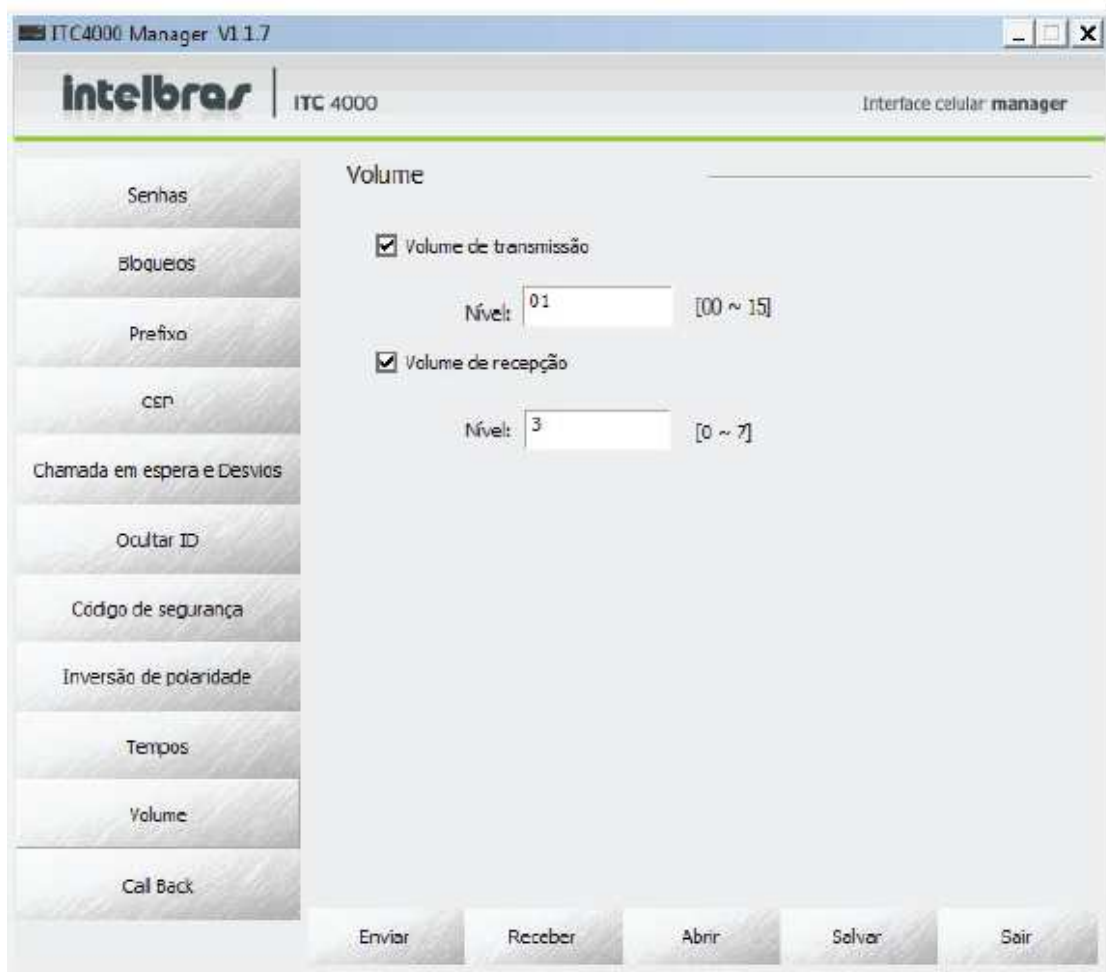 ITC4000 Manager V1.1.7
intelbras ITC 4000
Interface celular manager
Senhas
Bloqueios
Prefixo
CSP
Chamada em espera e Desvios
Ocultar ID
Código de segurança
Inversão de polaridade
Tempos
Volume
Call Back
Volume
Volume de transmissão
Nível: 01 [00 ~ 15]
Volume de recepção
Nível: 3 [0 ~ 7]
Enviar Receber Abrir Salvar Sair